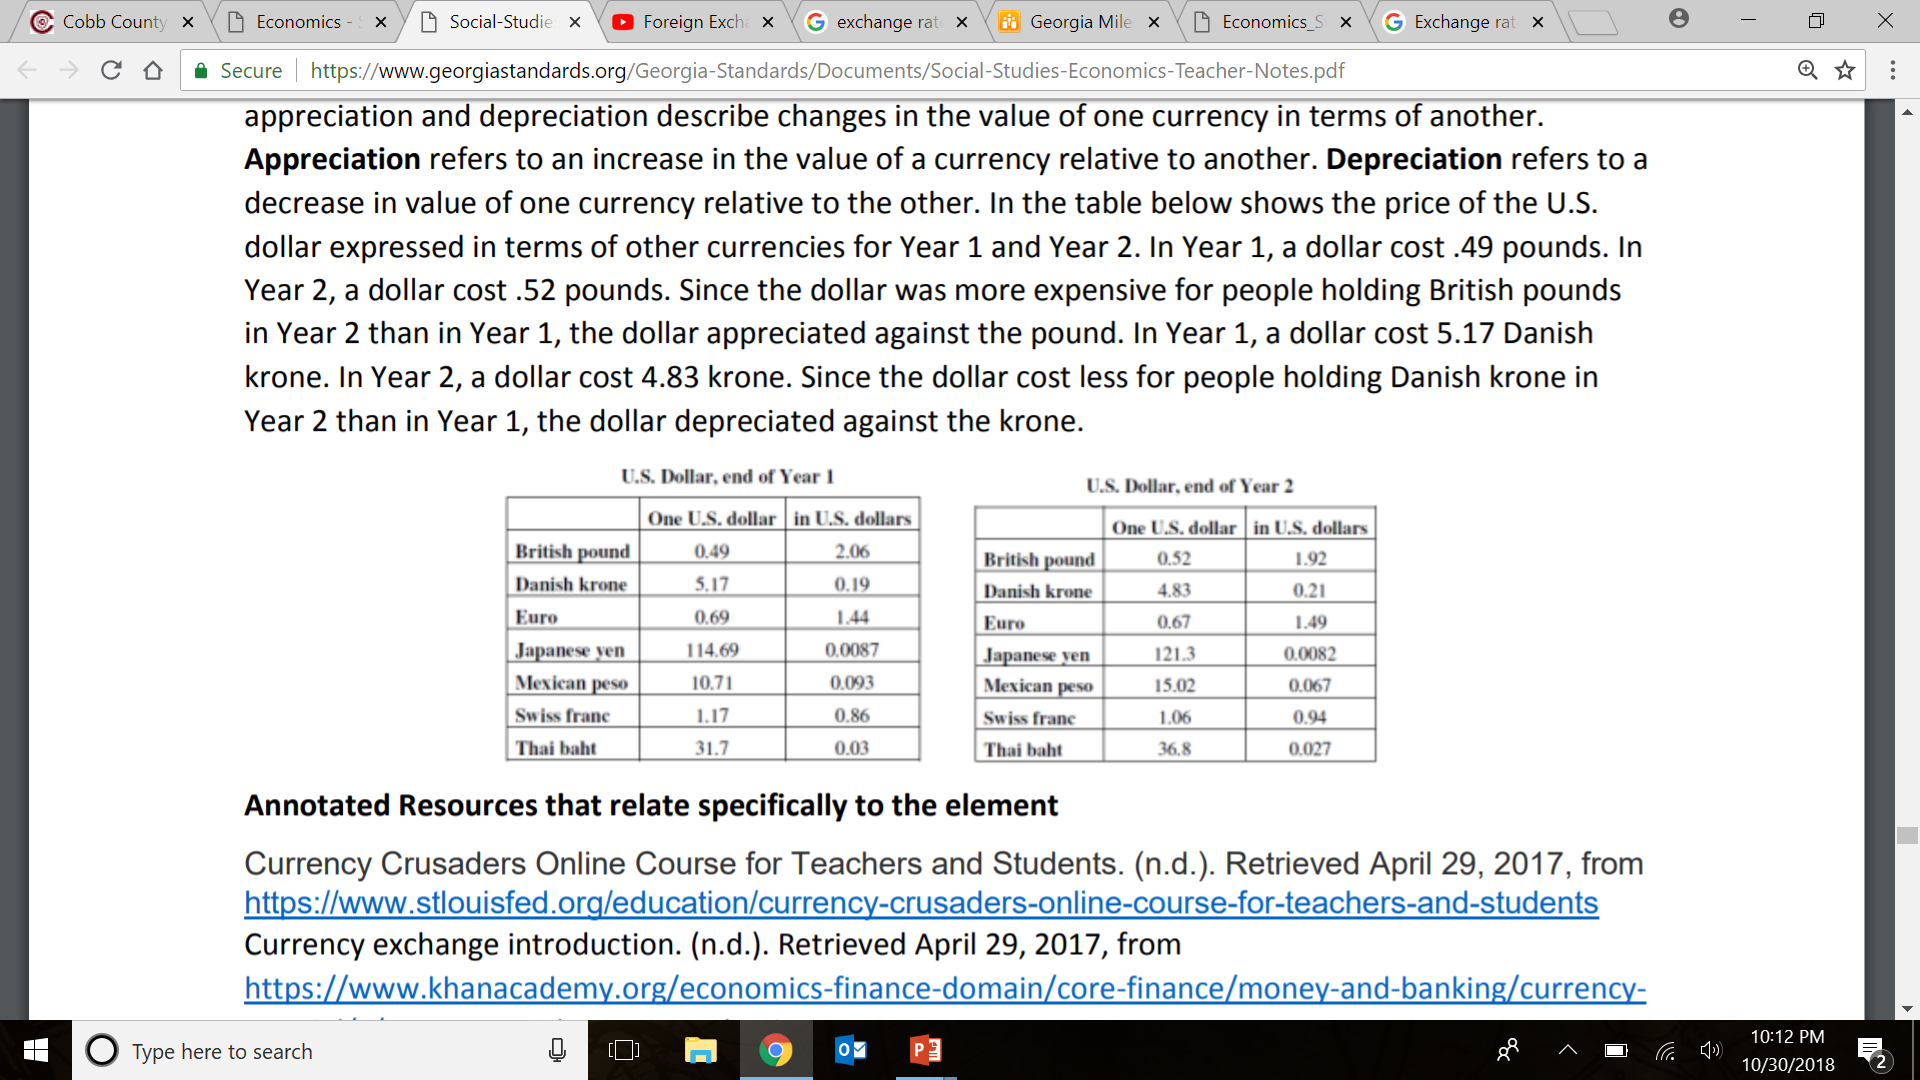 Cobb County
Economics -
Social-Studie
Foreign Exch
exchange rat
Georgia Mile
Economics_S
Exchange rat
Secure
https://www.georgiastandards.org/Georgia-Standards/Documents/Social-Studies-Economics-Teacher-Notes.pdf
appreciation and depreciation describe changes in the value of one currency in terms of another.
Appreciation refers to an increase in the value of a currency relative to another. Depreciation refers to a
decrease in value of one currency relative to the other. In the table below shows the price of the U.S.
dollar expressed in terms of other currencies for Year 1 and Year 2. In Year 1, a dollar cost .49 pounds. In
Year 2, a dollar cost .52 pounds. Since the dollar was more expensive for people holding British pounds
in Year 2 than in Year 1, the dollar appreciated against the pound. In Year 1, a dollar cost 5.17 Danish
krone. In Year 2, a dollar cost 4.83 krone. Since the dollar cost less for people holding Danish krone in
Year 2 than in Year 1, the dollar depreciated against the krone.
U.S. Dollar, end of Year 1
One U.S. dollar in U.S. dollars
British pound 0.49 2.06
Danish krone 5.17 0.19
Euro 0.69 1.44
Japanese yen 114.69 0.0087
Mexican peso 10.71 0.093
Swiss franc 1.17 0.86
Thai baht 31.7 0.03
U.S. Dollar, end of Year 2
One U.S. dollar in U.S. dollars
British pound 0.52 1.92
Danish krone 4.83 0.21
Euro 0.67 1.49
Japanese yen 121.3 0.0082
Mexican peso 15.02 0.067
Swiss franc 1.06 0.94
Thai baht 36.8 0.027
Annotated Resources that relate specifically to the element
Currency Crusaders Online Course for Teachers and Students. (n.d.). Retrieved April 29, 2017, from
https://www.stlouisfed.org/education/currency-crusaders-online-course-for-teachers-and-students
Currency exchange introduction. (n.d.). Retrieved April 29, 2017, from
https://www.khanacademy.org/economics-finance-domain/core-finance/money-and-banking/currency-
Type here to search
10:12 PM
10/30/2018
2